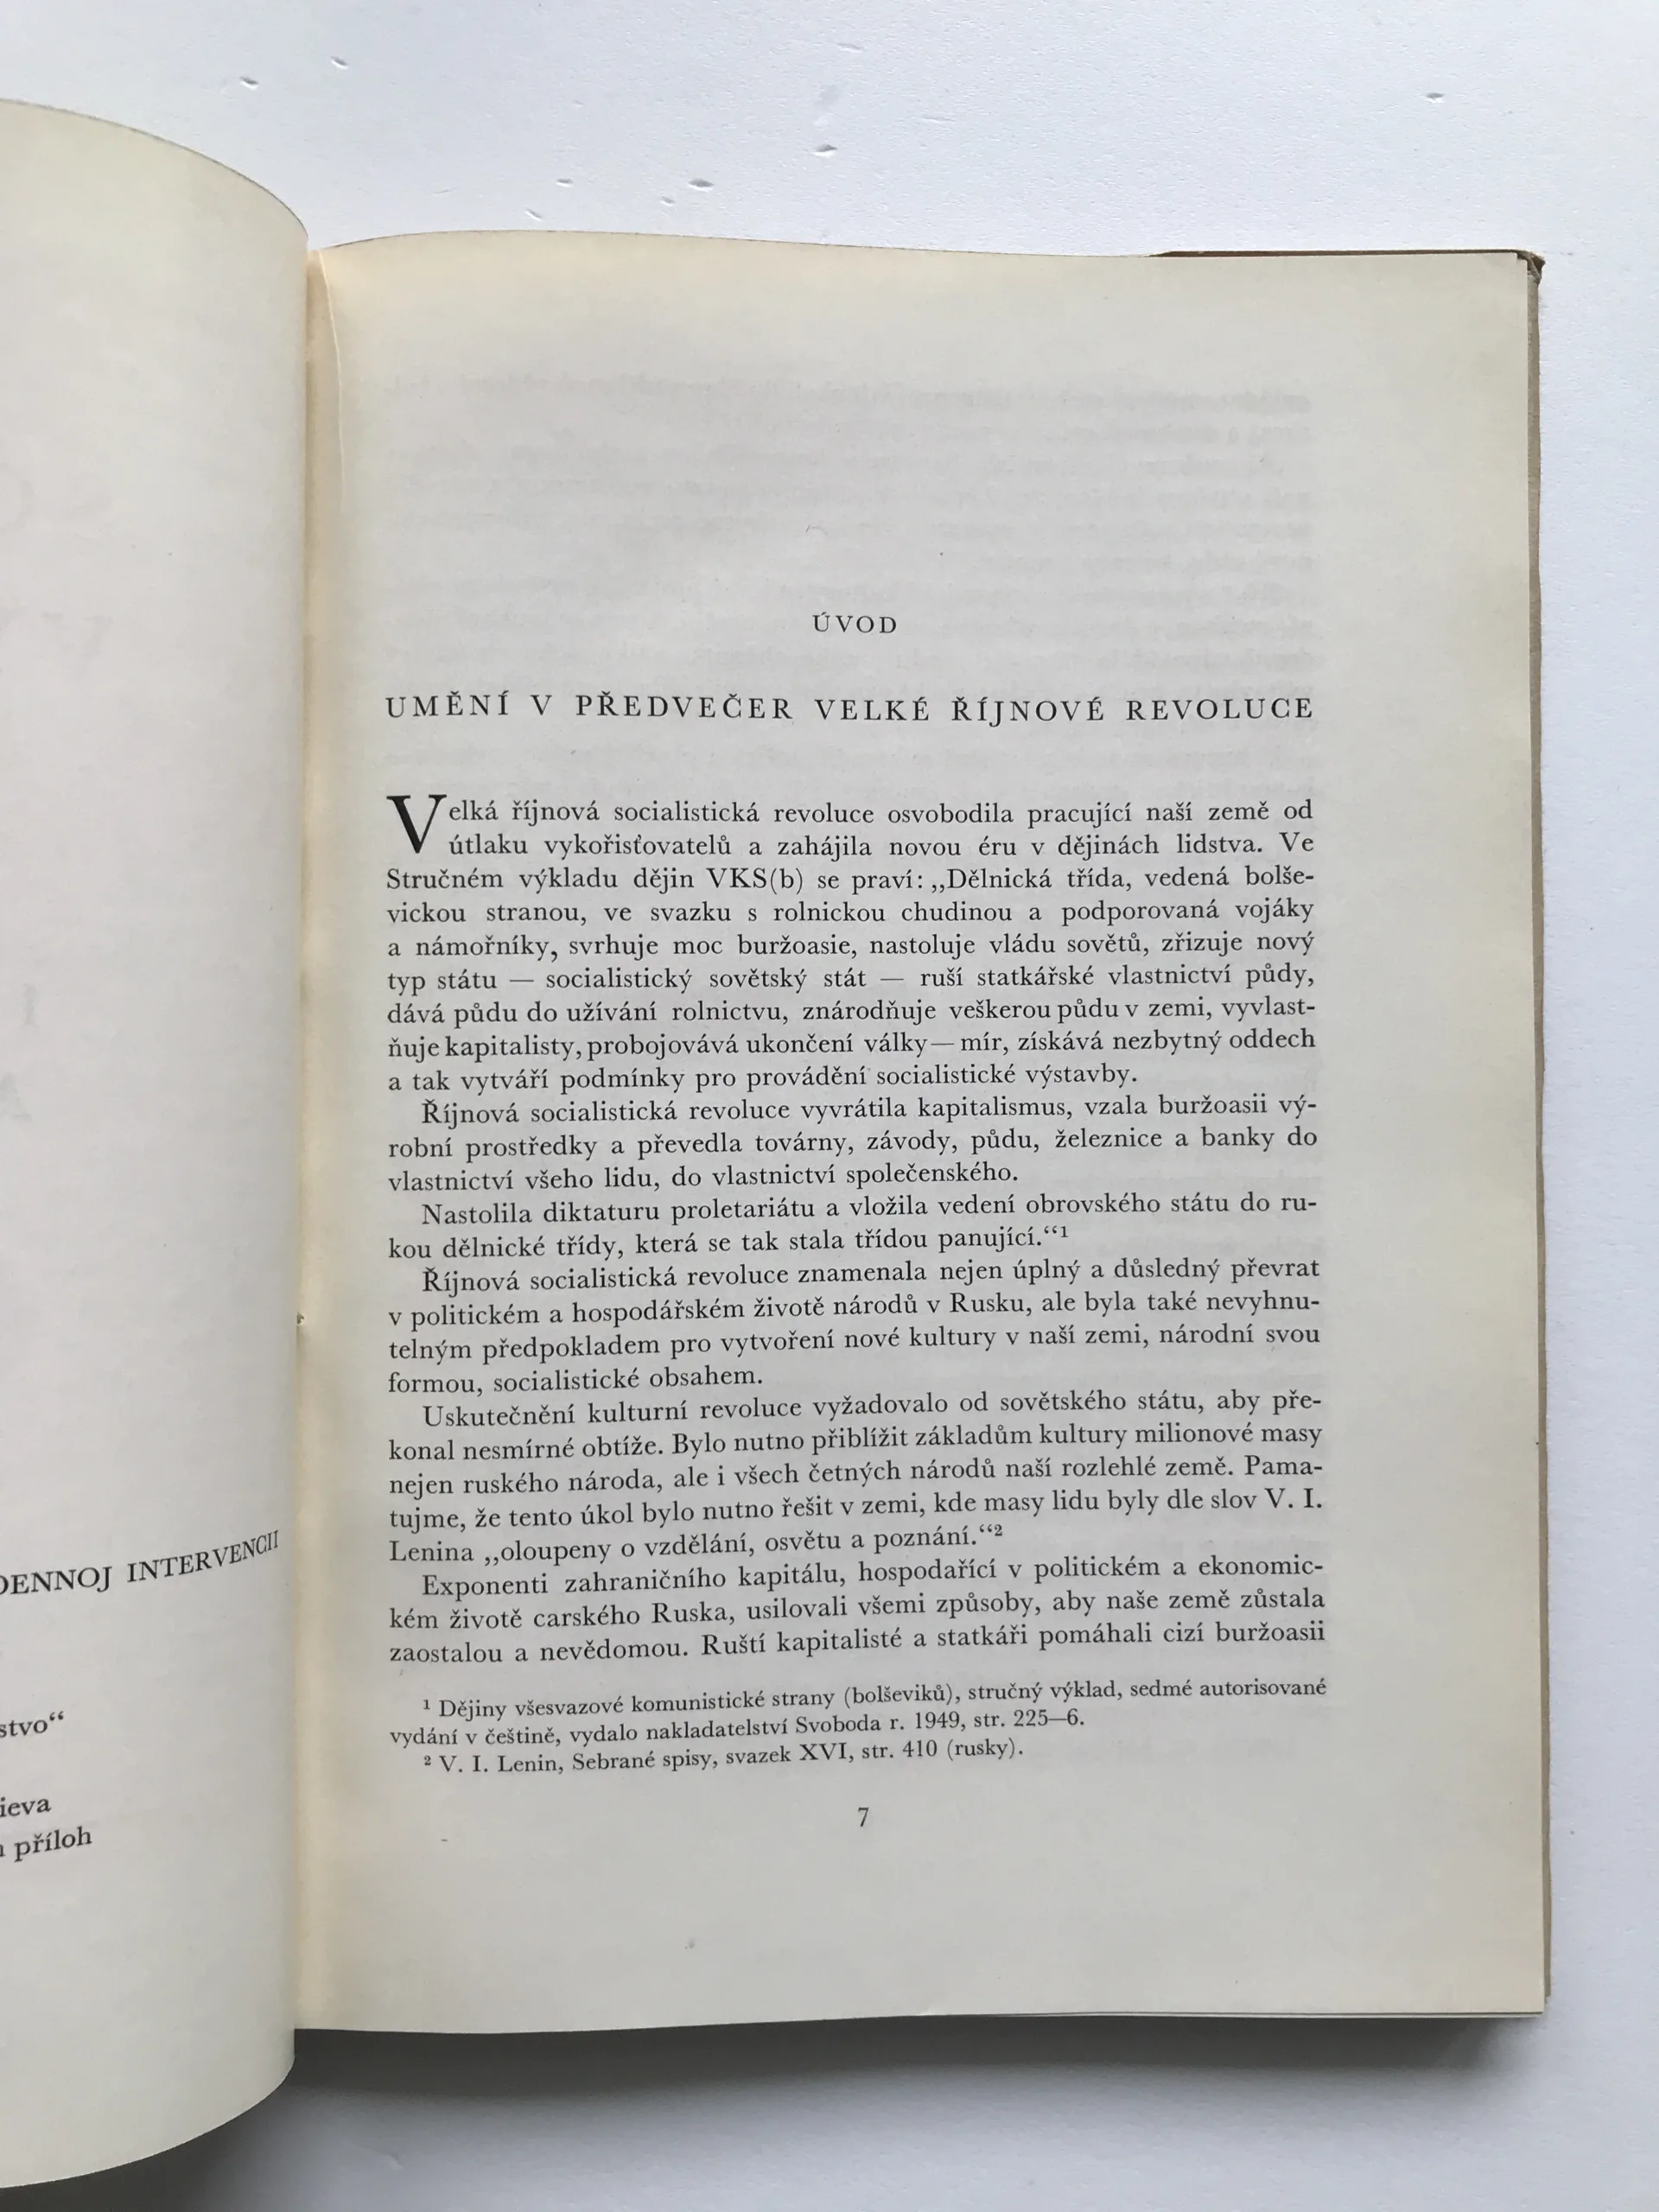 INTERVENCII
příloh
ÚVOD
UMĚNÍ V PŘEDVEČER VELKÉ ŘÍJNOVÉ REVOLUCE
Velká říjnová socialistická revoluce osvobodila pracující naší země od
útlaku vykořisťovatelů a zahájila novou éru v dějinách lidstva. Ve
Stručném výkladu dějin VKS(b) se praví: „Dělnická třída, vedená bolše-
vickou stranou, ve svazku s rolnickou chudinou a podporovaná vojáky
a námořníky, svrhuje moc buržoasie, nastoluje vládu sovětů, zřizuje nový
typ státu — socialistický sovětský stát — ruší statkářské vlastnictví půdy,
dává půdu do užívání rolnictvu, znárodňuje veškerou půdu v zemi, vyvlast-
ňuje kapitalisty, probojovává ukončení války — mír, získává nezbytný oddech
a tak vytváří podmínky pro provádění socialistické výstavby.
Říjnová socialistická revoluce vyvrátila kapitalismus, vzala buržoasii vý-
robní prostředky a převedla továrny, závody, půdu, železnice a banky do
vlastnictví všeho lidu, do vlastnictví společenského.
Nastolila diktaturu proletariátu a vložila vedení obrovského státu do ru-
kou dělnické třídy, která se tak stala třídou panující.“¹
Říjnová socialistická revoluce znamenala nejen úplný a důsledný převrat
v politickém a hospodářském životě národů v Rusku, ale byla také nevyhnu-
telným předpokladem pro vytvoření nové kultury v naší zemi, národní svou
formou, socialistické obsahem.
Uskutečnění kulturní revoluce vyžadovalo od sovětského státu, aby pře-
konal nesmírné obtíže. Bylo nutno přiblížit základům kultury milionové masy
nejen ruského národa, ale i všech četných národů naší rozlehlé země. Pama-
tujme, že tento úkol bylo nutno řešit v zemi, kde masy lidu byly dle slov V. I.
Lenina „oloupeny o vzdělání, osvětu a poznání.“²
Exponenti zahraničního kapitálu, hospodařící v politickém a ekonomic-
kém životě carského Ruska, usilovali všemi způsoby, aby naše země zůstala
zaostalou a nevědomou. Ruští kapitalisté a statkáři pomáhali cizí buržoasii
¹ Dějiny všesvazové komunistické strany (bolševiků), stručný výklad, sedmé autorisované
vydání v češtině, vydalo nakladatelství Svoboda r. 1949, str. 225—6.
² V. I. Lenin, Sebrané spisy, svazek XVI, str. 410 (rusky).
7